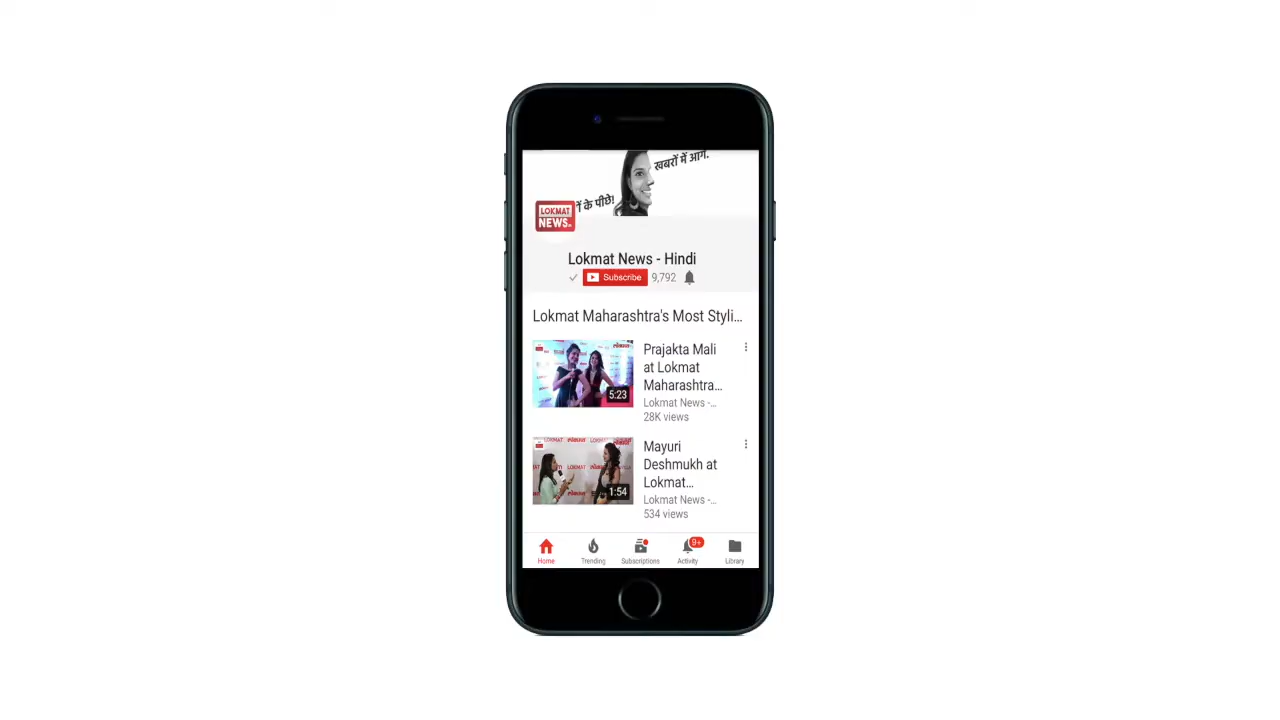 खबरों में आगे.
के पीछे!
LOKMAT
NEWS
Lokmat News - Hindi
Subscribe 9,792
Lokmat Maharashtra's Most Styli...
Prajakta Mali
at Lokmat
Maharashtra...
Lokmat News -...
28K views
5:23
Mayuri
Deshmukh at
Lokmat...
Lokmat News -...
534 views
LOKMAT
1:54
9+
Home Trending Subscriptions Activity Library